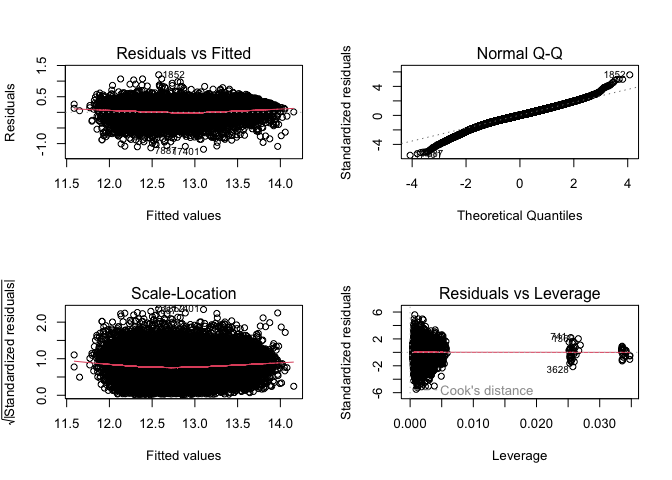 Residuals vs Fitted
Residuals
1.5
0.5
-1.0
1852
17401
11.5 12.0 12.5 13.0 13.5 14.0
Fitted values
Normal Q-Q
Standardized residuals
4
0
-4
1852
-4 -2 0 2 4
Theoretical Quantiles
Scale-Location
√|Standardized residuals|
2.0
1.0
0.0
11.5 12.0 12.5 13.0 13.5 14.0
Fitted values
Residuals vs Leverage
Standardized residuals
6
2
-2
-6
3628
Cook's distance
0.000 0.010 0.020 0.030
Leverage